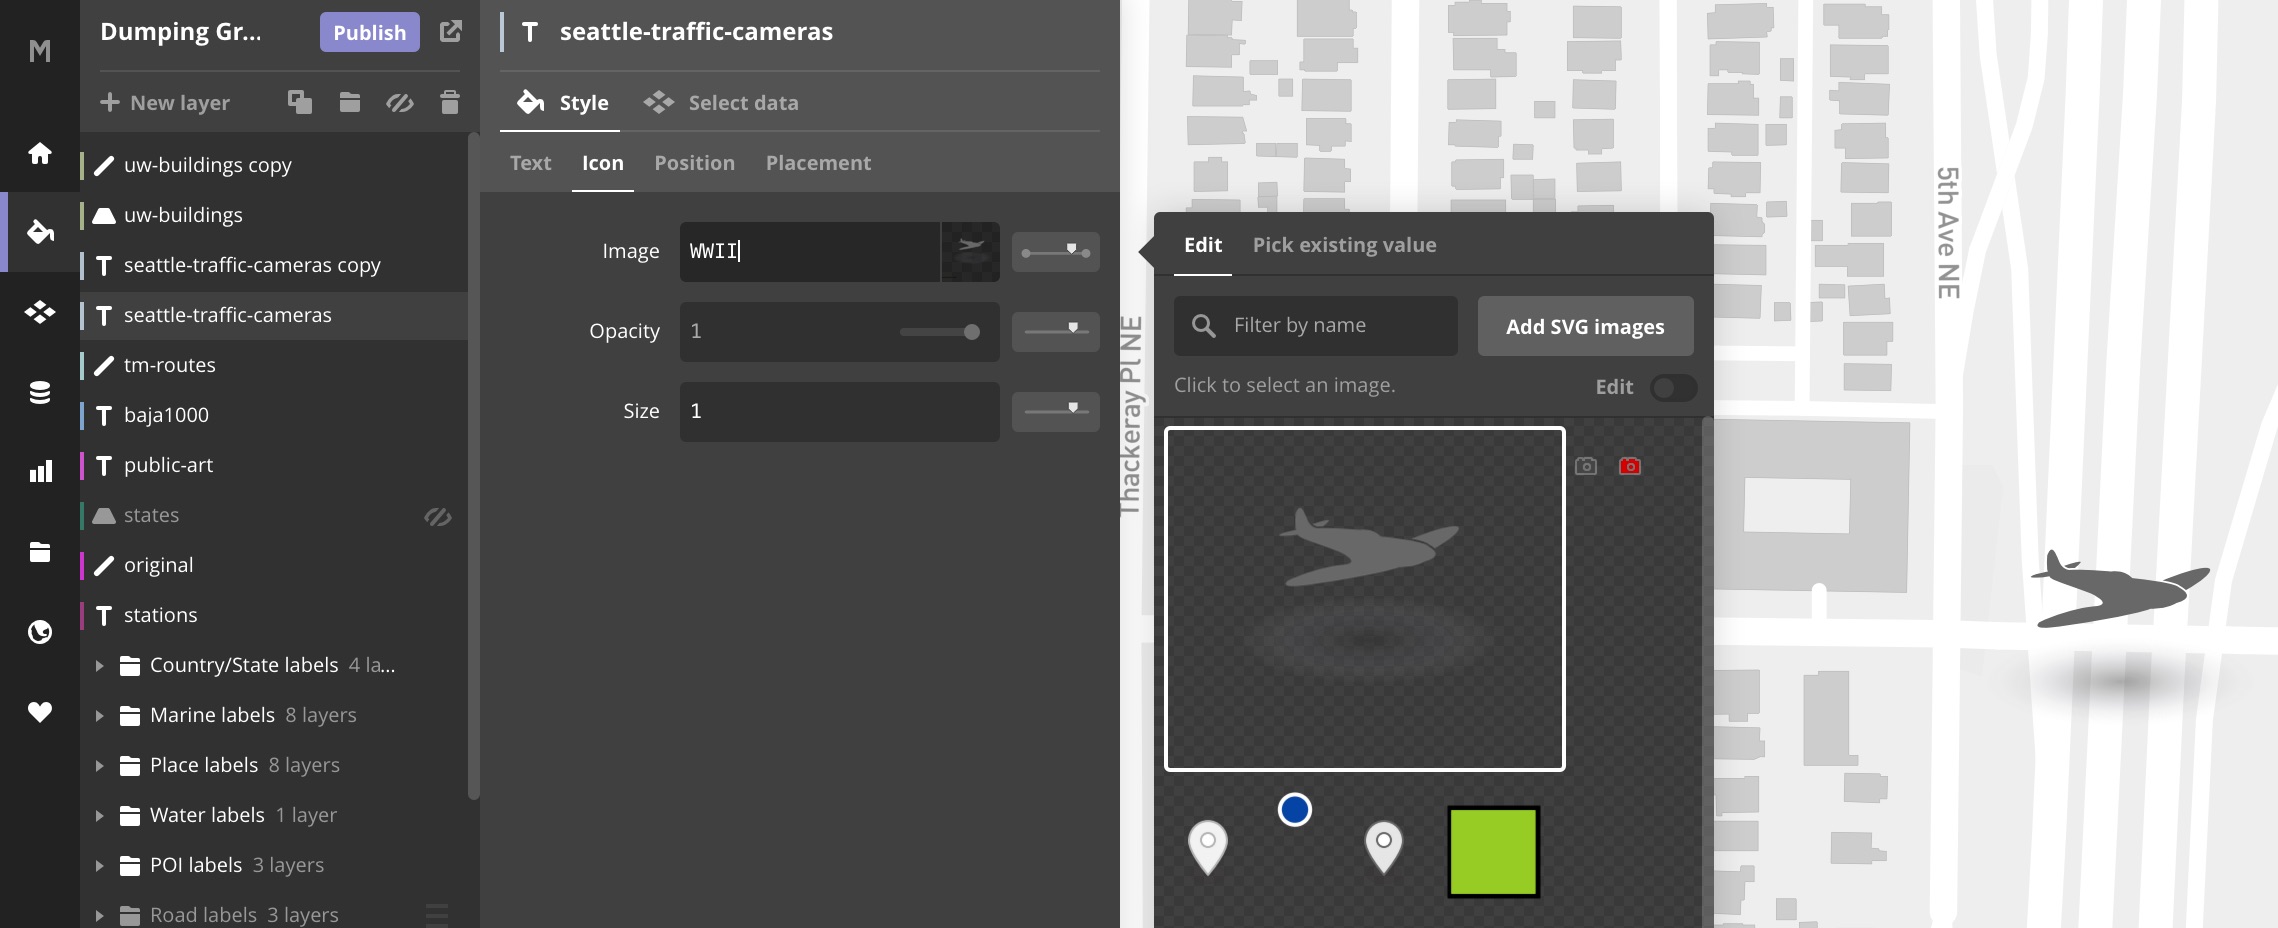 M
Dumping Gr...
Publish
New layer
uw-buildings copy
uw-buildings
seattle-traffic-cameras copy
seattle-traffic-cameras
tm-routes
baja1000
public-art
states
original
stations
Country/State labels 4 la...
Marine labels 8 layers
Place labels 8 layers
Water labels 1 layer
POI labels 3 layers
Road labels 3 layers
T seattle-traffic-cameras
Style Select data
Text Icon Position Placement
Image WWII
Opacity 1
Size 1
Edit Pick existing value
Filter by name Add SVG images
Click to select an image. Edit
Thackeray Pl NE
5th Ave NE